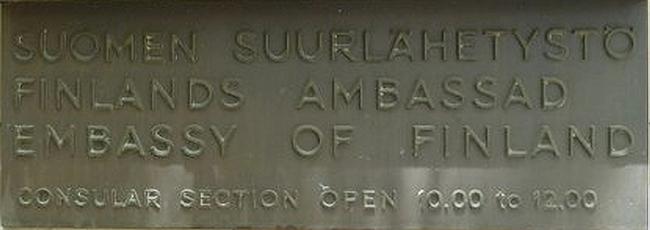 SUOMEN SUURLÄHETYSTÖ
FINLANDS AMBASSAD
EMBASSY OF FINLAND
CONSULAR SECTION OPEN 10.00 to 12.00